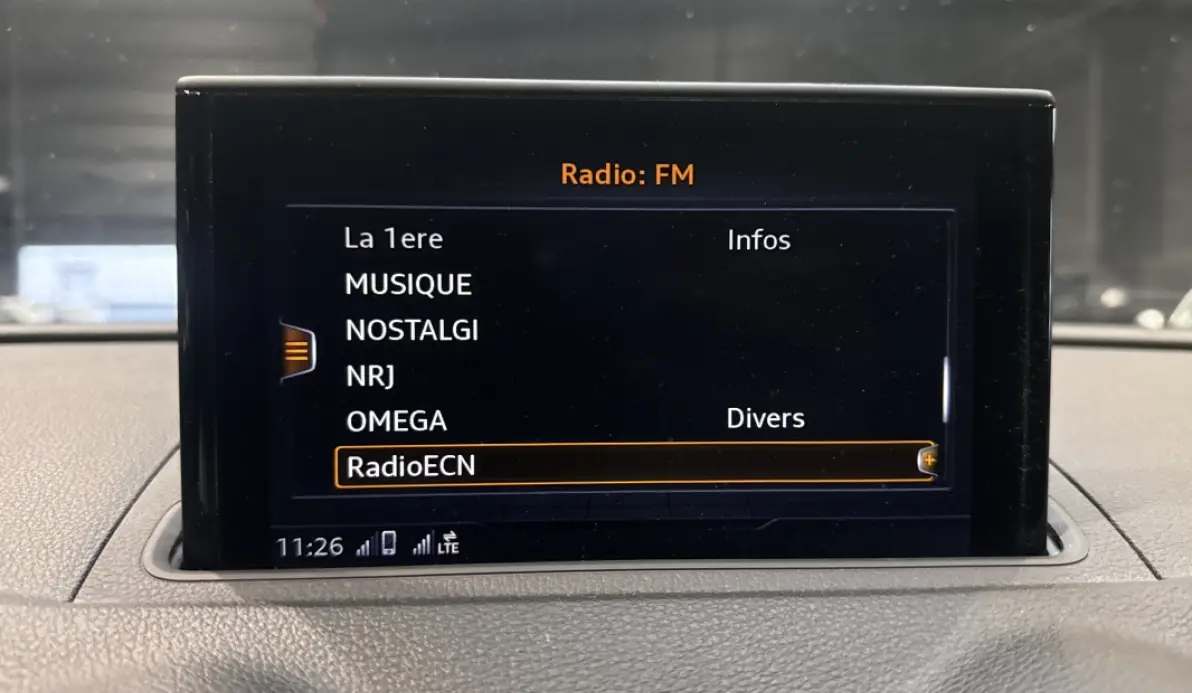 Radio: FM
La 1ere Infos
MUSIQUE
NOSTALGI
NRJ
OMEGA Divers
RadioECN
11:26 LTE